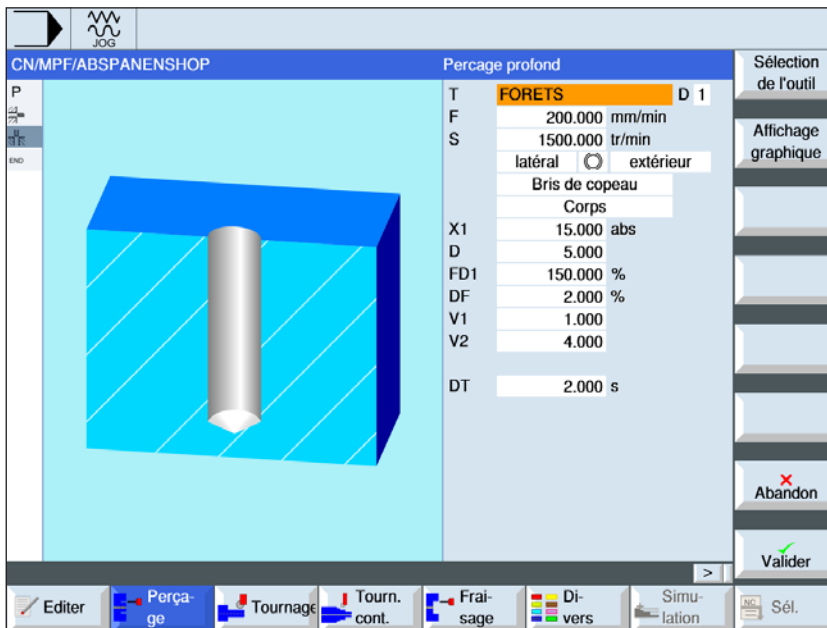 JOG
CN/MPF/ABSPANENSHOP
Percage profond
P
END
T FORETS D 1
F 200.000 mm/min
S 1500.000 tr/min
latéral extérieur
Bris de copeau
Corps
X1 15.000 abs
D 5.000
FD1 150.000 %
DF 2.000 %
V1 1.000
V2 4.000
DT 2.000 s
Sélection
de l'outil
Affichage
graphique
Abandon
Valider
>
Editer
Perça-
ge
Tournage
Tourn.
cont.
Frai-
sage
Di-
vers
Simu-
lation
NC
Sél.